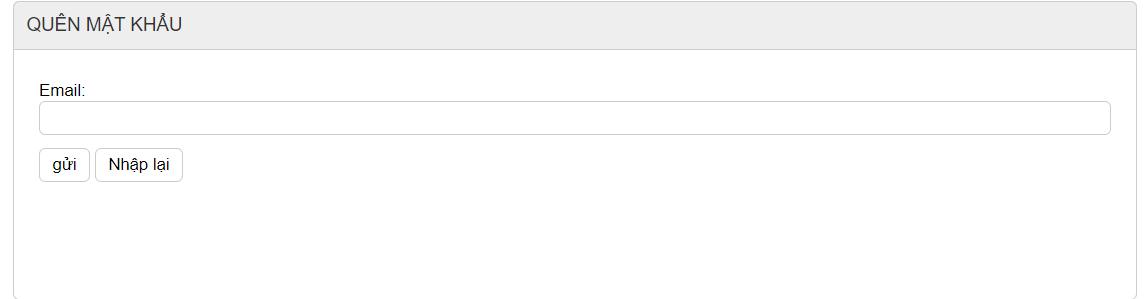 QUÊN MẬT KHẨU
Email:
gửi Nhập lại